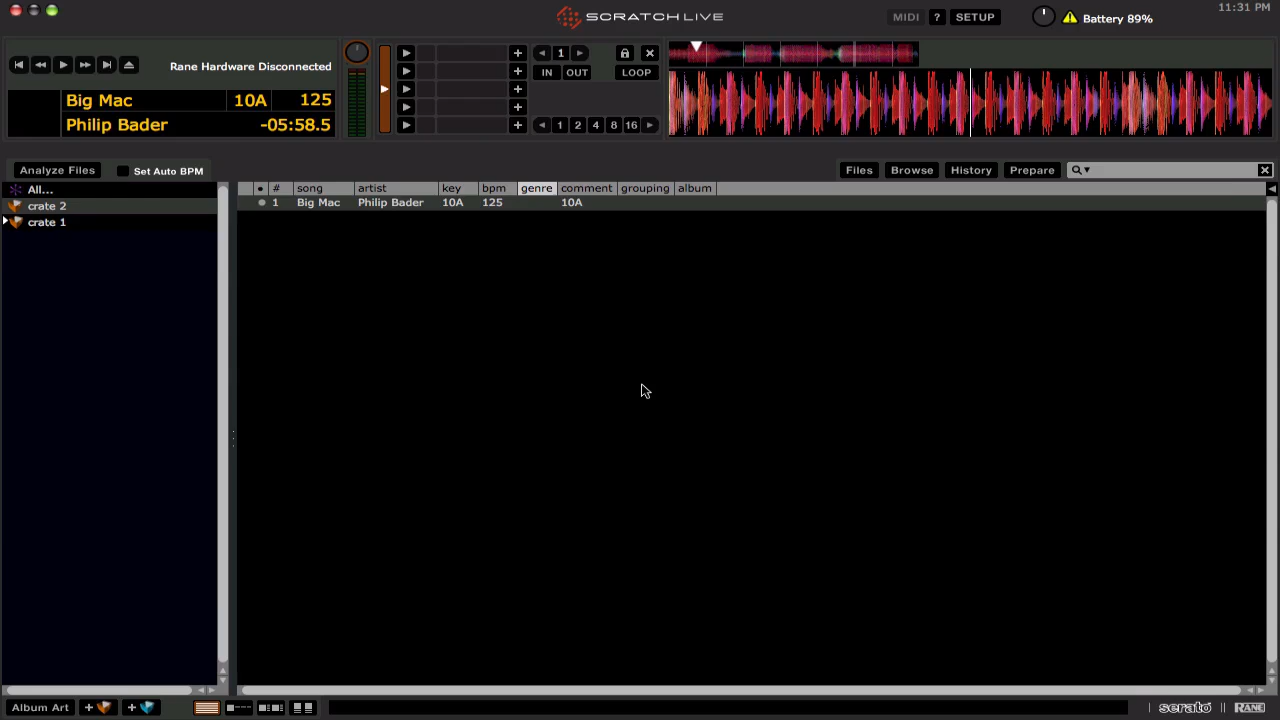 11:31 PM
SCRATCH LIVE
MIDI ? SETUP Battery 89%
Rane Hardware Disconnected
Big Mac 10A 125
Philip Bader -05:58.5
1
IN OUT LOOP
1 2 4 8 16
Analyze Files Set Auto BPM Files Browse History Prepare
All...
crate 2
crate 1
# song artist key bpm genre comment grouping album
1 Big Mac Philip Bader 10A 125 10A
Album Art + + serato RANE